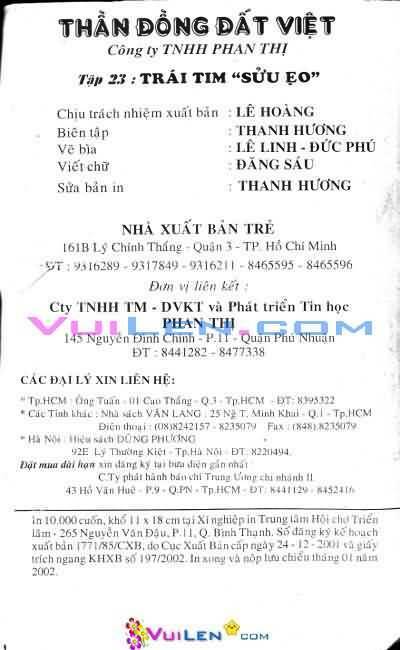 THẦN ĐỒNG ĐẤT VIỆT
Công ty TNHH PHAN THỊ
Tập 23 : TRÁI TIM “SỬU ẸO”
Chịu trách nhiệm xuất bản : LÊ HOÀNG
Biên tập : THANH HƯƠNG
Vẽ bìa : LÊ LINH - ĐỨC PHÚ
Viết chữ : ĐĂNG SÁU
Sửa bản in : THANH HƯƠNG
NHÀ XUẤT BẢN TRẺ
161B Lý Chính Thắng - Quận 3 - TP. Hồ Chí Minh
ĐT : 9316289 - 9317849 - 9316211 - 8465595 - 8465596
Đơn vị liên kết :
Cty TNHH TM - DVKT và Phát triển Tin học
PHAN THỊ
VuiLen.com
145 Nguyễn Đình Chính - P.11 - Quận Phú Nhuận
ĐT : 8441282 - 8477338
CÁC ĐẠI LÝ XIN LIÊN HỆ:
* Tp.HCM : Ông Tuấn - 01 Cao Thắng - Q.3 - Tp.HCM - ĐT: 8395322
* Các Tỉnh khác : Nhà sách VĂN LANG : 25 Ng T. Minh Khai - Q.1 - Tp.HCM
Điện thoại : (08)8242157 - 8235079 Fax : (848).8235079
* Hà Nội : Hiệu sách DŨNG PHƯƠNG
92E Lý Thường Kiệt - Tp.Hà Nội - ĐT: 8220494.
Đặt mua dài hạn xin đăng ký tại bưu điện gần nhất
C.Ty phát hành báo chí Trung Ương chi nhánh II
43 Hồ Văn Huê - P.9 - Q.PN - Tp.HCM - ĐT: 8441129 - 8452416
In 10.000 cuốn, khổ 11 x 18 cm tại Xí nghiệp in Trung tâm Hội chợ Triển
lãm - 265 Nguyễn Văn Đậu, P.11, Q. Bình Thạnh. Số đăng ký kế hoạch
xuất bản 1771/85/CXB, do Cục Xuất Bản cấp ngày 24 - 12 - 2001 và giấy
trích ngang KHXB số 197/2002. In xong và nộp lưu chiểu tháng 01 năm
2002.
VuiLen.com